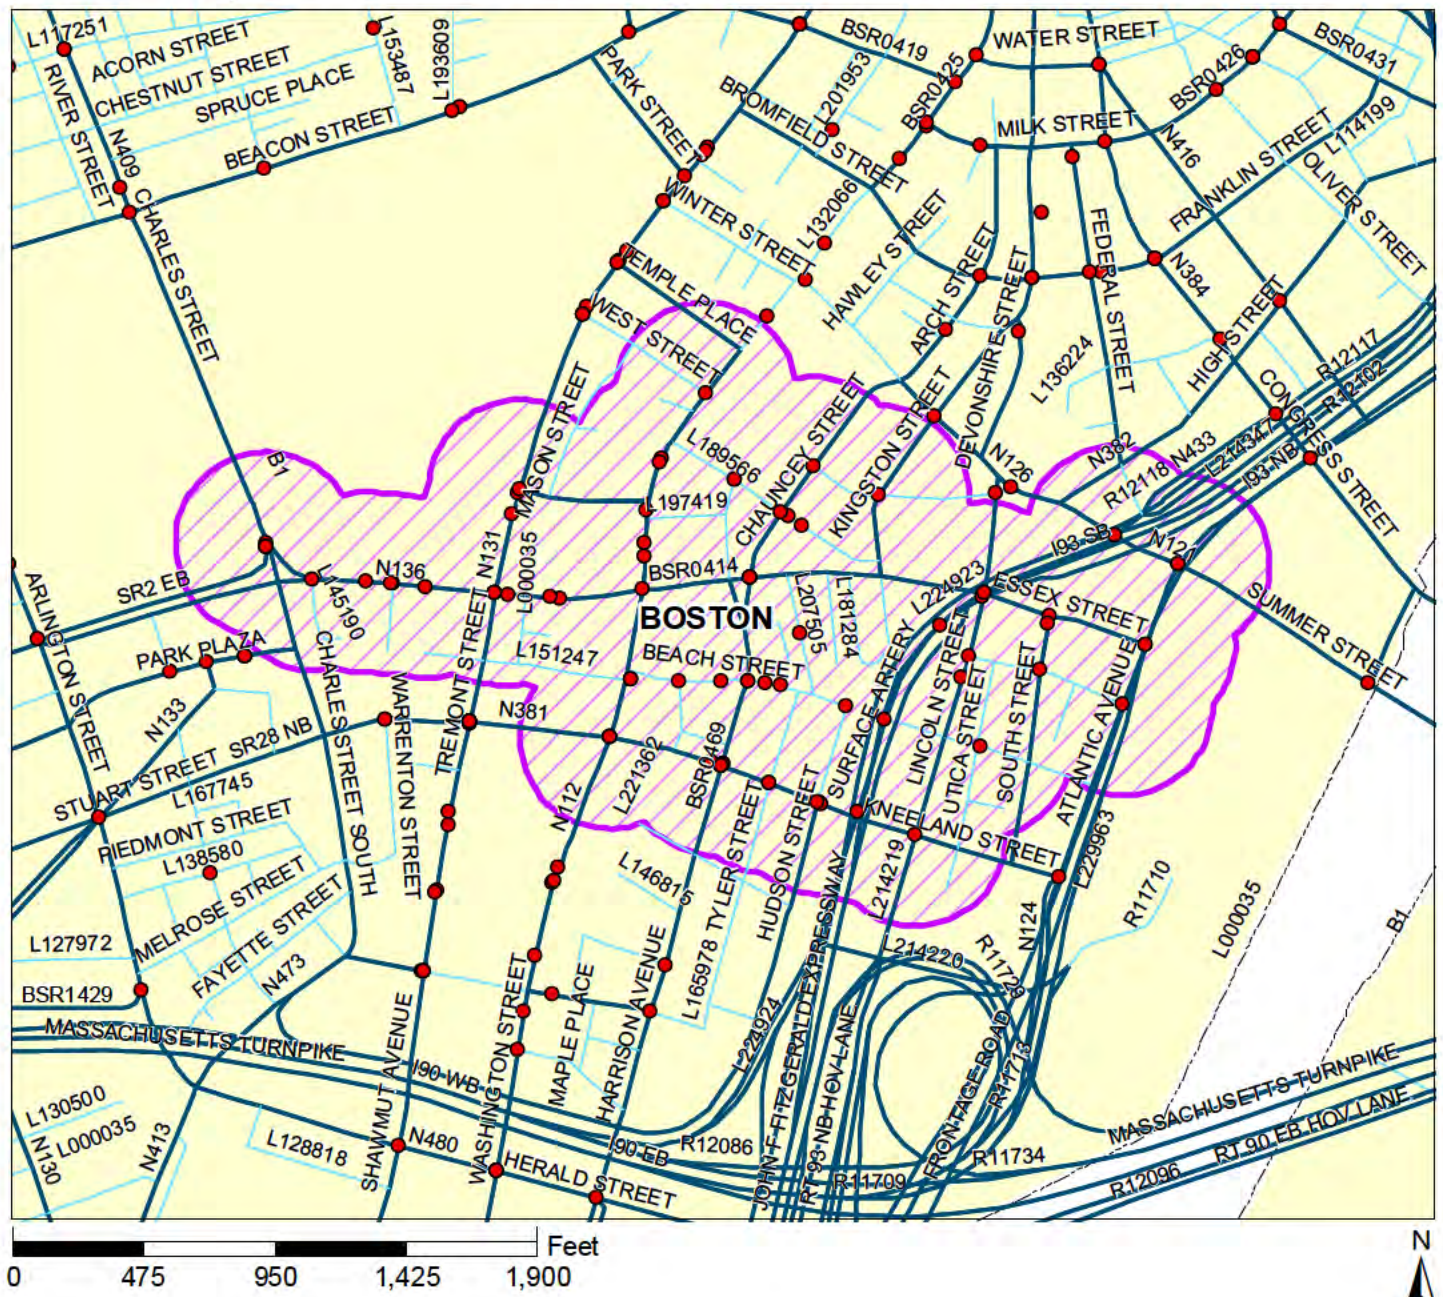 L117251
ACORN STREET
CHESTNUT STREET
SPRUCE PLACE
RIVER STREET
N409
L153487
L193609
BEACON STREET
CHARLES STREET
PARK STREET
BSR0419
L201953
BSR0425
WATER STREET
BSR0426
BSR0431
BROMFIELD STREET
MILK STREET
N416
FRANKLIN STREET
L114199
OLIVER STREET
WINTER STREET
L132066
HAWLEY STREET
TEMPLE PLACE
WEST STREET
ARCH STREET
DEVONSHIRE STREET
FEDERAL STREET
N384
HIGH STREET
L136224
R12117
R12102
CONGRESS STREET
MASON STREET
CHAUNCEY STREET
KINGSTON STREET
L189566
L197419
N126
N382
R12118
N433
L214347
I93 NB
I93 SB
N121
B1
SR2 EB
N136
L145190
N131
L000035
BSR0414
BOSTON
L207505
L181284
L224923
ESSEX STREET
SUMMER STREET
ARLINGTON STREET
PARK PLAZA
CHARLES STREET SOUTH
TREMONT STREET
L151247
BEACH STREET
SURFACE ARTERY
LINCOLN STREET
UTICA STREET
SOUTH STREET
ATLANTIC AVENUE
N133
STUART STREET
SR28 NB
WARRENTON STREET
N381
L221362
BSR0469
N112
L167745
PIEDMONT STREET
L138580
MELROSE STREET
FAYETTE STREET
N473
L146815
TYLER STREET
L165978
HUDSON STREET
KNEELAND STREET
L214219
L229963
R11710
L127972
BSR1429
MASSACHUSETTS TURNPIKE
SHAWMUT AVENUE
WASHINGTON STREET
MAPLE PLACE
HARRISON AVENUE
L224924
JOHN F FITZGERALD EXPRESSWAY
RT 93 NB HOV LANE
L214220
R11729
N124
FRONTAGE ROAD
R11713
L000035
B1
I90 WB
I90 EB
R12086
R11709
R11734
MASSACHUSETTS TURNPIKE
RT 90 EB HOV LANE
R12096
L13050
L000035
N130
N413
L128818
N480
HERALD STREET
Feet
0 475 950 1,425 1,900
N